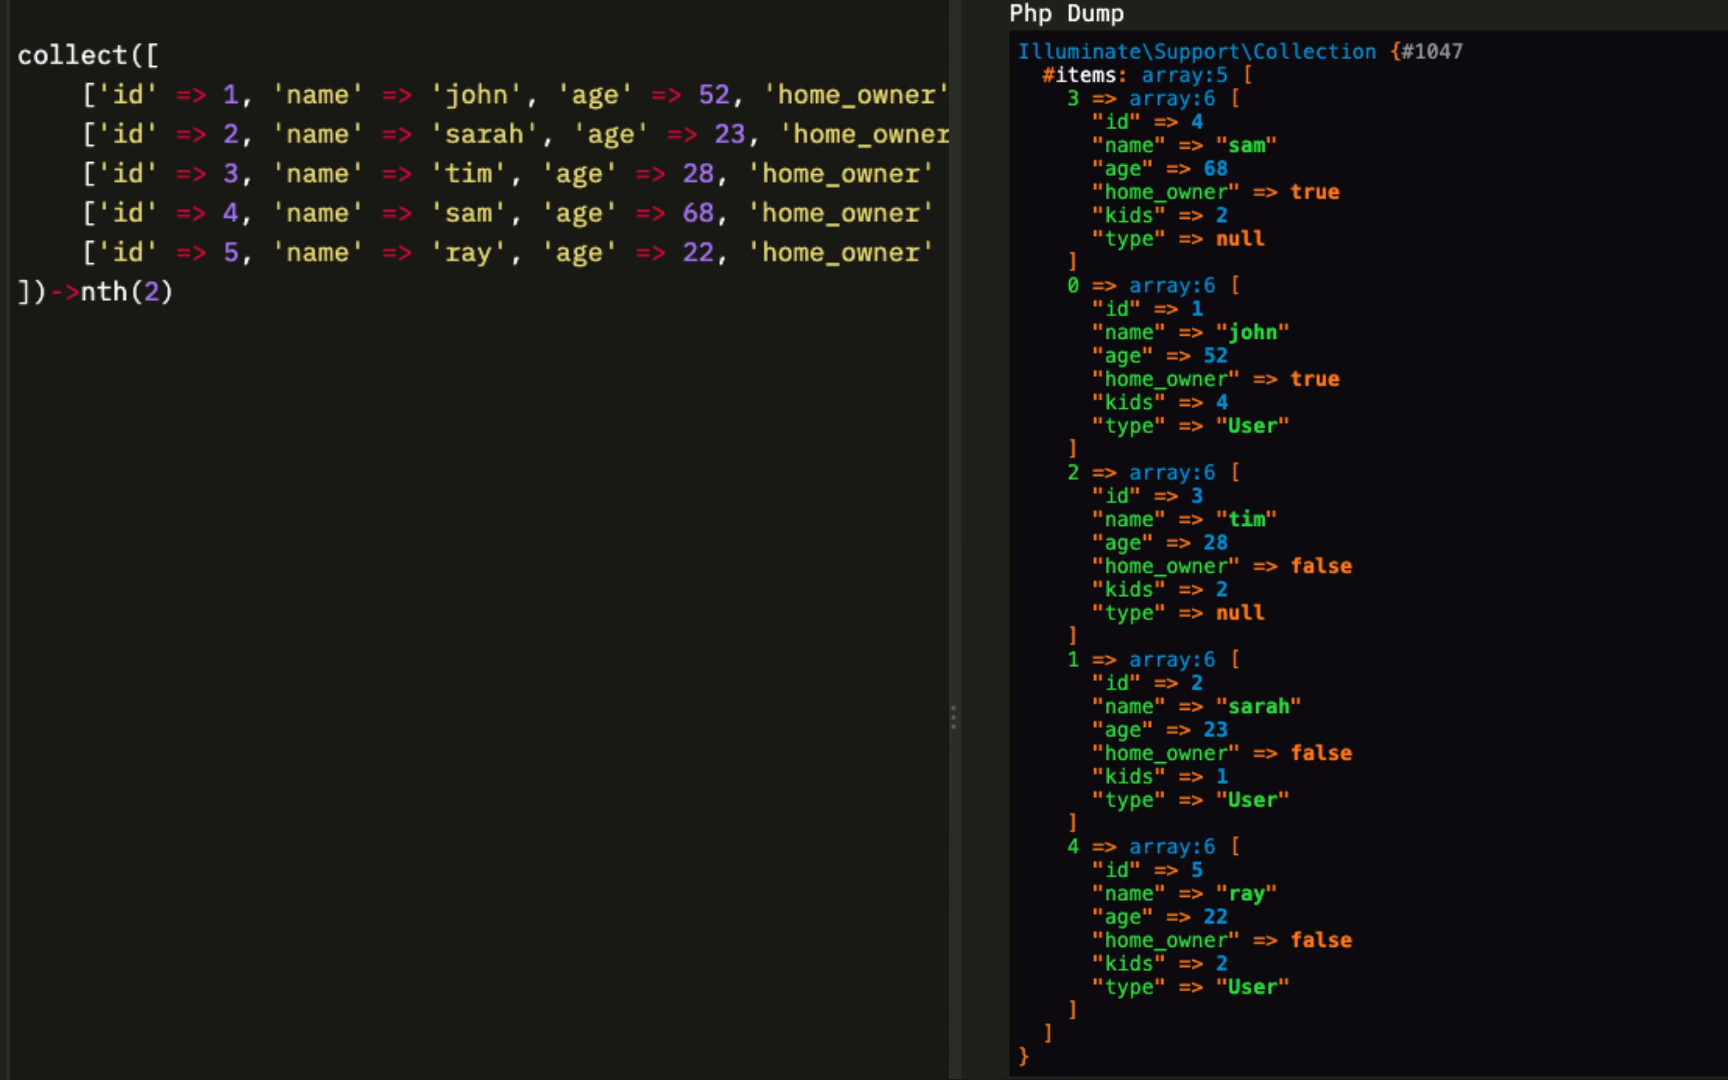 collect([
['id' => 1, 'name' => 'john', 'age' => 52, 'home_owner'
['id' => 2, 'name' => 'sarah', 'age' => 23, 'home_owner
['id' => 3, 'name' => 'tim', 'age' => 28, 'home_owner'
['id' => 4, 'name' => 'sam', 'age' => 68, 'home_owner'
['id' => 5, 'name' => 'ray', 'age' => 22, 'home_owner'
])->nth(2)
Php Dump
Illuminate\Support\Collection {#1047
#items: array:5 [
3 => array:6 [
"id" => 4
"name" => "sam"
"age" => 68
"home_owner" => true
"kids" => 2
"type" => null
]
0 => array:6 [
"id" => 1
"name" => "john"
"age" => 52
"home_owner" => true
"kids" => 4
"type" => "User"
]
2 => array:6 [
"id" => 3
"name" => "tim"
"age" => 28
"home_owner" => false
"kids" => 2
"type" => null
]
1 => array:6 [
"id" => 2
"name" => "sarah"
"age" => 23
"home_owner" => false
"kids" => 1
"type" => "User"
]
4 => array:6 [
"id" => 5
"name" => "ray"
"age" => 22
"home_owner" => false
"kids" => 2
"type" => "User"
]
]
}